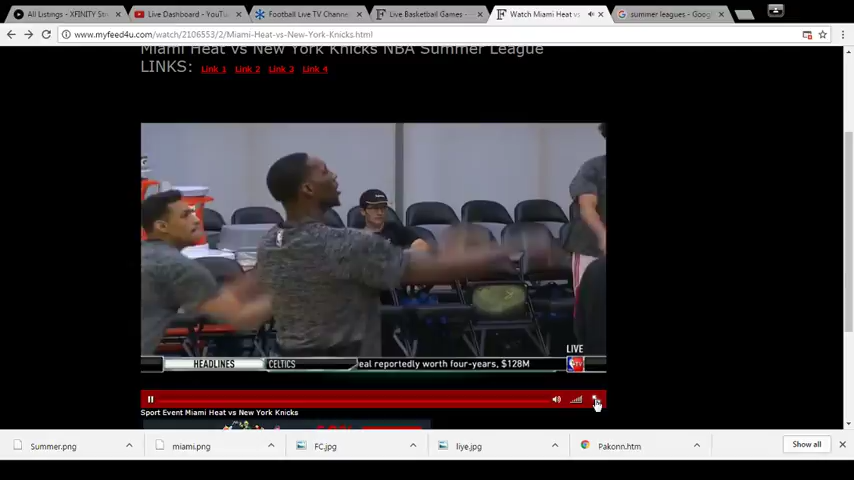 All Listings - XFINITY Str
Live Dashboard - YouTu
Football Live TV Channe
Live Basketball Games -
Watch Miami Heat vs
summer leagues - Goog
www.myfeed4u.com/watch/2106553/2/Miami-Heat-vs-New-York-Knicks.html
Miami Heat vs New York Knicks NBA Summer League
LINKS: Link 1 Link 2 Link 3 Link 4
LIVE
HEADLINES CELTICS eal reportedly worth four-years, $128M
Sport Event Miami Heat vs New York Knicks
Summer.png
miami.png
FC.jpg
liye.jpg
Pakonn.htm
Show all